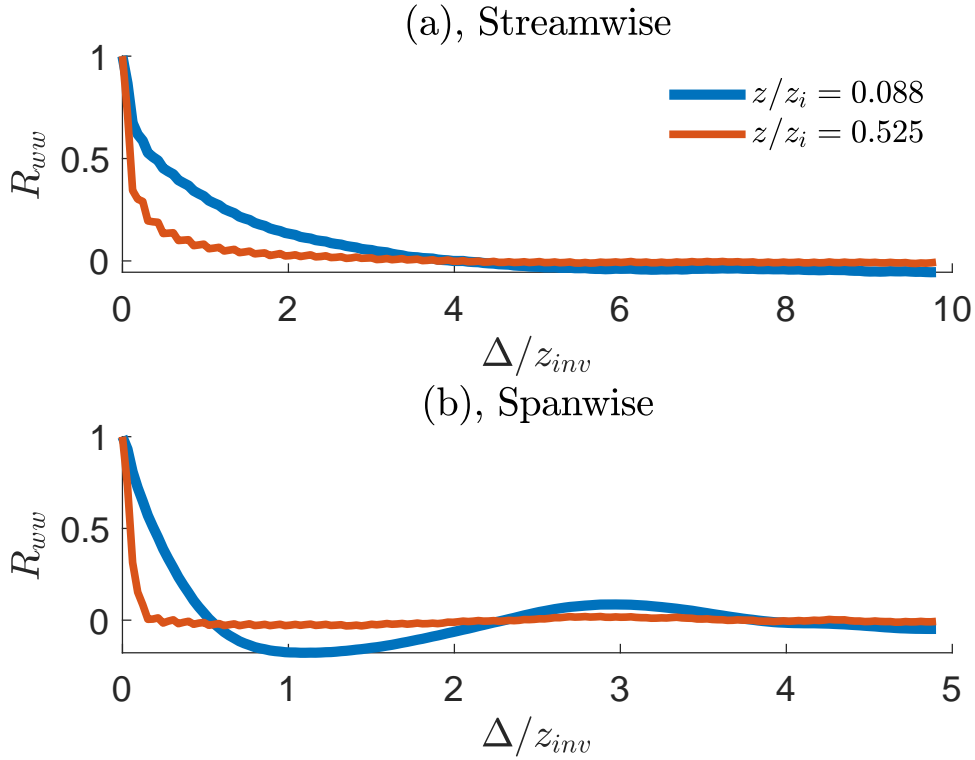 (a), Streamwise
1
0.5
0
R_{ww}
z/z_i = 0.088
z/z_i = 0.525
0 2 4 6 8 10
Δ/z_{inv}
(b), Spanwise
1
0.5
0
R_{ww}
0 1 2 3 4 5
Δ/z_{inv}